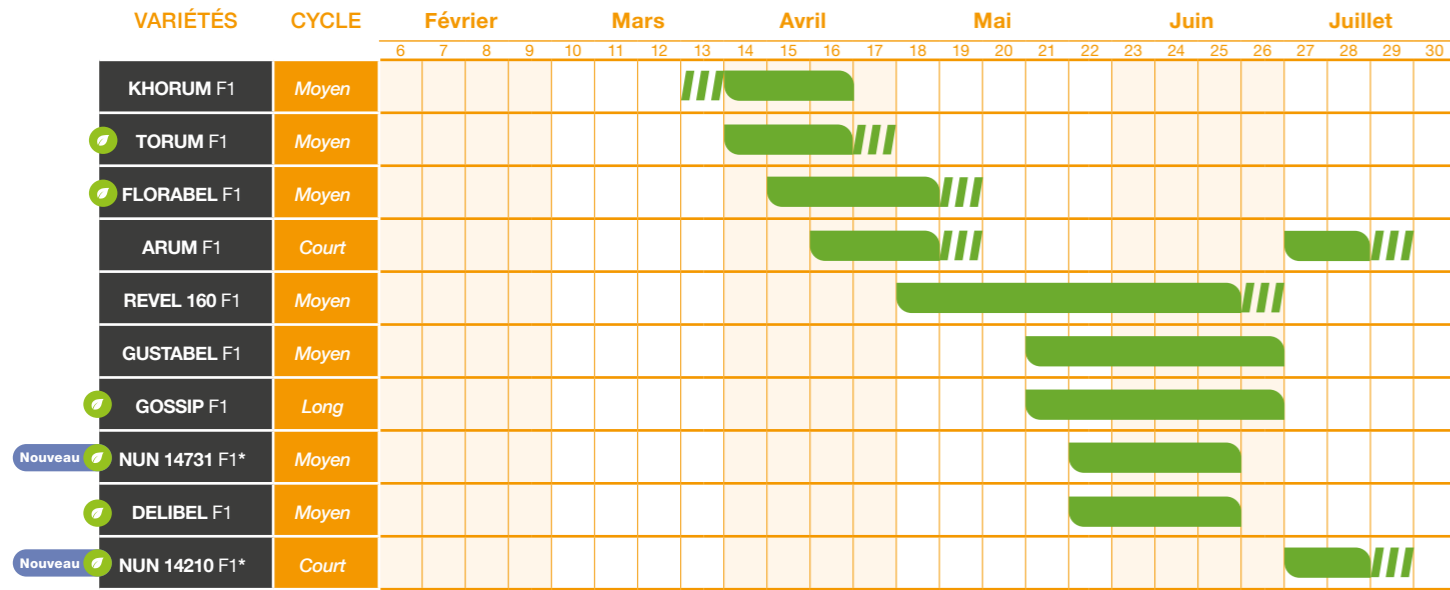 VARIÉTÉS CYCLE Février Mars Avril Mai Juin Juillet
6 7 8 9 10 11 12 13 14 15 16 17 18 19 20 21 22 23 24 25 26 27 28 29 30
KHORUM F1 Moyen
TORUM F1 Moyen
FLORABEL F1 Moyen
ARUM F1 Court
REVEL 160 F1 Moyen
GUSTABEL F1 Moyen
GOSSIP F1 Long
Nouveau NUN 14731 F1* Moyen
DELIBEL F1 Moyen
Nouveau NUN 14210 F1* Court